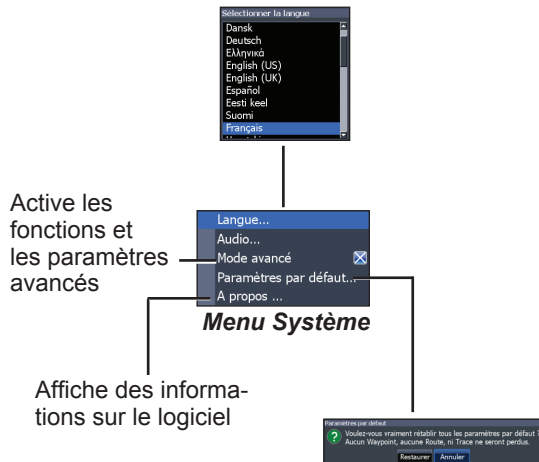 Sélectionner la langue
Dansk
Deutsch
Ελληνικά
English (US)
English (UK)
Español
Eesti keel
Suomi
Français
Active les
fonctions et
les paramètres
avancés
Langue...
Audio...
Mode avancé
Paramètres par défaut...
A propos ...
Menu Système
Affiche des informa-
tions sur le logiciel
Paramètres par défaut
Voulez-vous vraiment rétablir tous les paramètres par défaut ?
Aucun Waypoint, aucune Route, ni Trace ne seront perdus.
Restaurer Annuler